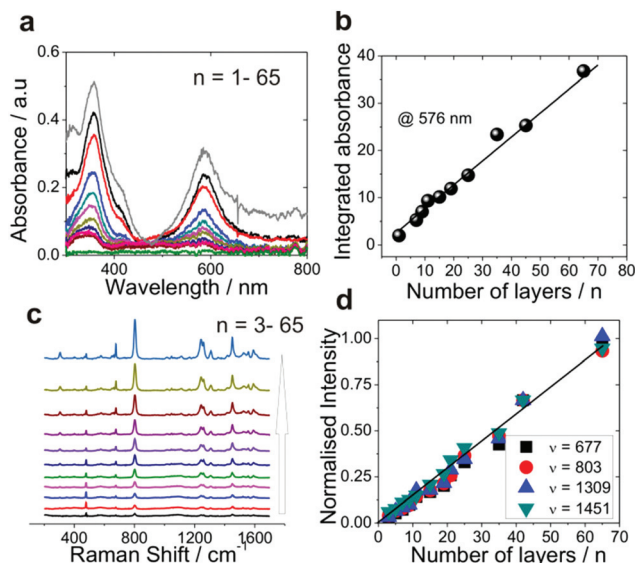 a
n = 1- 65
Absorbance / a.u
0.6
0.4
0.2
0.0
400 600 800
Wavelength / nm
b
@ 576 nm
Integrated absorbance
40
30
20
10
0
0 10 20 30 40 50 60 70
Number of layers / n
c
n = 3- 65
400 800 1200 1600
Raman Shift / cm⁻¹
d
Normalised Intensity
1.00
0.75
0.50
0.25
0.00
ν = 677
ν = 803
ν = 1309
ν = 1451
0 10 20 30 40 50 60 70
Number of layers / n